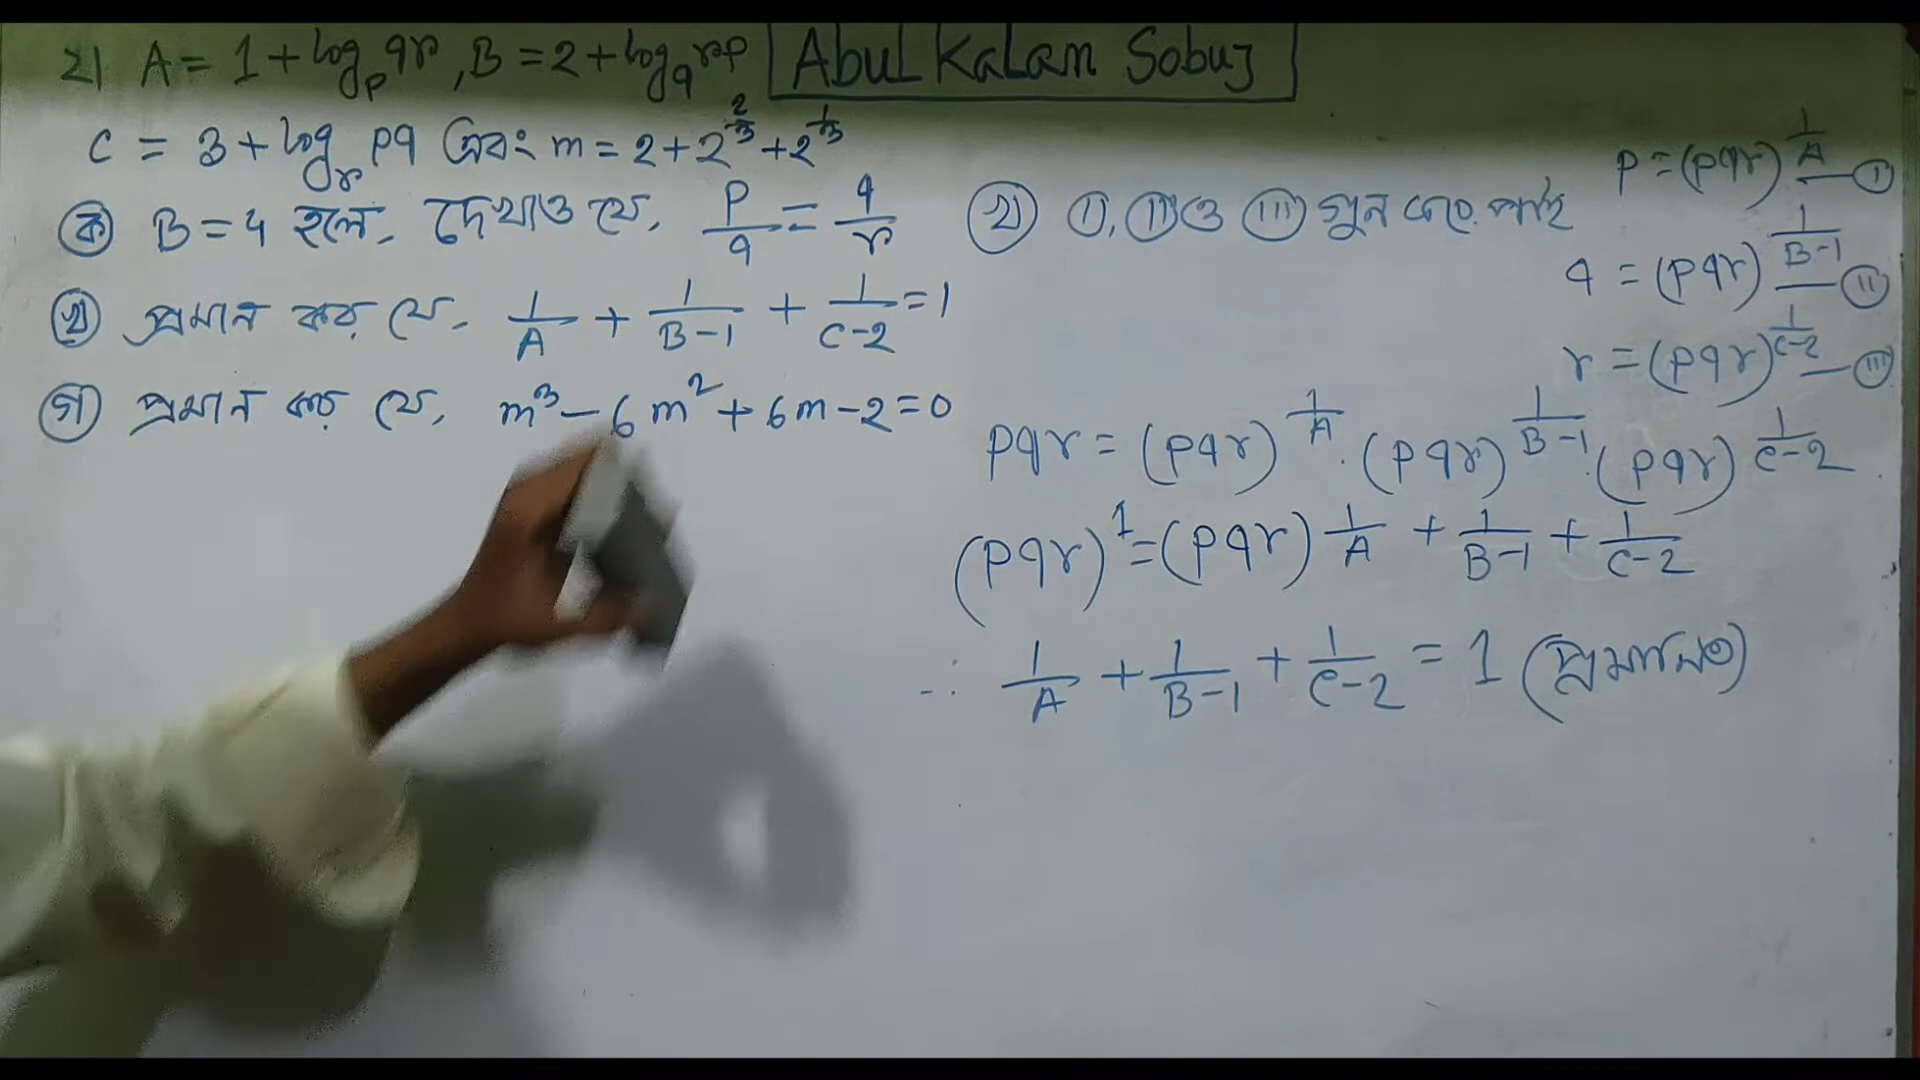 ২। A = 1 + log_p qr, B = 2 + log_q rp
Abul Kalam Sobuj
C = 3 + log_r pq এবং m = 2 + 2^(2/3) + 2^(1/3)
(ক) B = 4 হলে, দেখাও যে, p/q = q/r
(খ) প্রমান কর যে, 1/A + 1/(B-1) + 1/(C-2) = 1
(গ) প্রমান কর যে, m³ - 6m² + 6m - 2 = 0
p = (pqr)^(1/A) — (i)
(খ) (i), (ii) ও (iii) গুন করে পাই
q = (pqr)^(1/(B-1)) — (ii)
r = (pqr)^(1/(C-2)) — (iii)
pqr = (pqr)^(1/A) . (pqr)^(1/(B-1)) . (pqr)^(1/(C-2))
(pqr)^1 = (pqr)^(1/A + 1/(B-1) + 1/(C-2))
∴ 1/A + 1/(B-1) + 1/(C-2) = 1 (প্রমানিত)